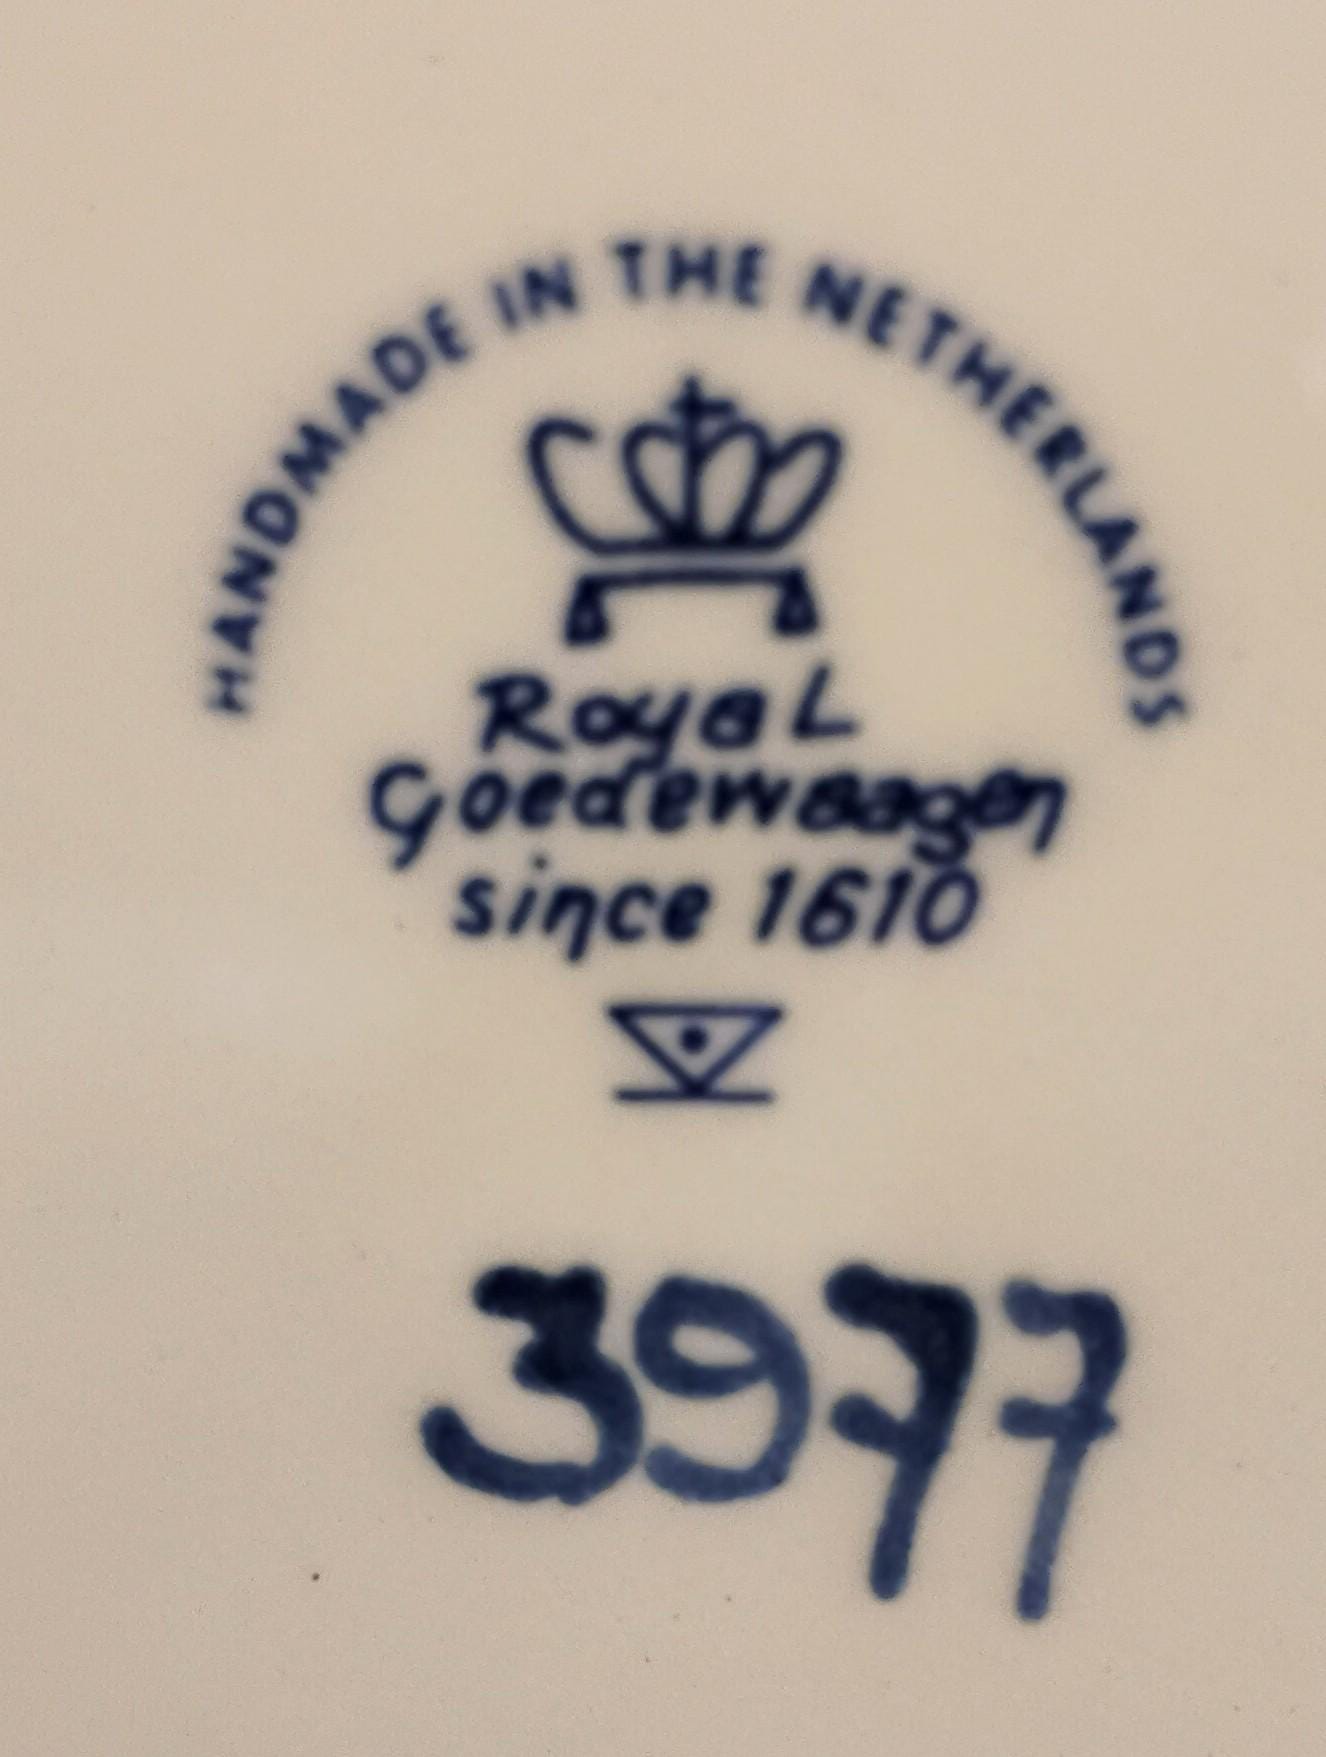 HANDMADE IN THE NETHERLANDS
Royal
Goedewaagen
since 1610
3977